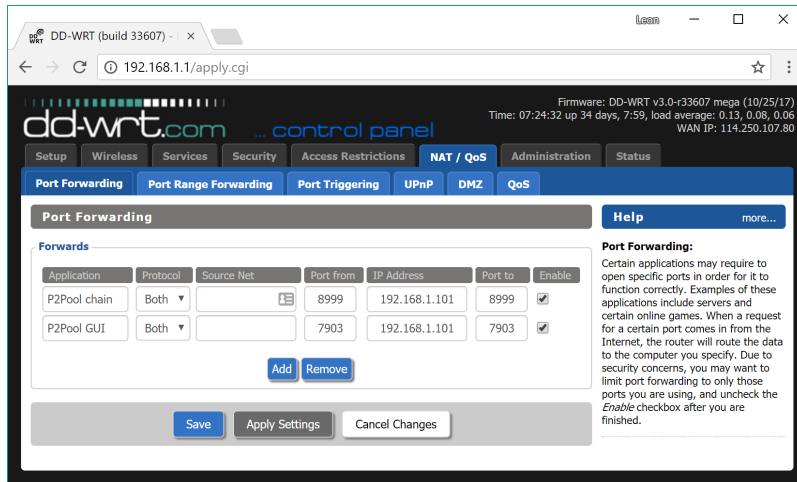 Leon
DD-WRT (build 33607) -
192.168.1.1/apply.cgi
Firmware: DD-WRT v3.0-r33607 mega (10/25/17)
Time: 07:24:32 up 34 days, 7:59, load average: 0.13, 0.08, 0.06
WAN IP: 114.250.107.80
dd-wrt.com ... control panel
Setup Wireless Services Security Access Restrictions NAT / QoS Administration Status
Port Forwarding Port Range Forwarding Port Triggering UPnP DMZ QoS
Port Forwarding
Forwards
Application Protocol Source Net Port from IP Address Port to Enable
P2Pool chain Both 8999 192.168.1.101 8999
P2Pool GUI Both 7903 192.168.1.101 7903
Add Remove
Save Apply Settings Cancel Changes
Help more...
Port Forwarding:
Certain applications may require to
open specific ports in order for it to
function correctly. Examples of these
applications include servers and
certain online games. When a request
for a certain port comes in from the
Internet, the router will route the data
to the computer you specify. Due to
security concerns, you may want to
limit port forwarding to only those
ports you are using, and uncheck the
Enable checkbox after you are
finished.